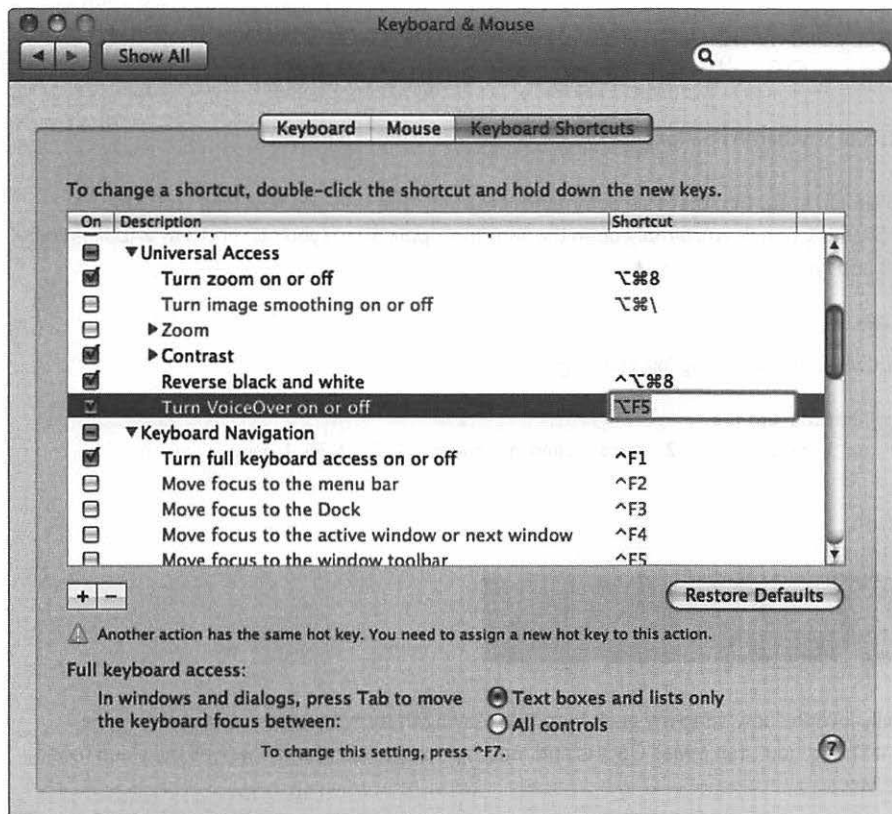 Keyboard & Mouse
Show All
Keyboard Mouse Keyboard Shortcuts
To change a shortcut, double-click the shortcut and hold down the new keys.
On Description Shortcut
▼Universal Access
Turn zoom on or off ⌥⌘8
Turn image smoothing on or off ⌥⌘\
▶Zoom
▶Contrast
Reverse black and white ^⌥⌘8
Turn VoiceOver on or off ⌥F5
▼Keyboard Navigation
Turn full keyboard access on or off ^F1
Move focus to the menu bar ^F2
Move focus to the Dock ^F3
Move focus to the active window or next window ^F4
Move focus to the window toolbar ^F5
+ − Restore Defaults
Another action has the same hot key. You need to assign a new hot key to this action.
Full keyboard access:
In windows and dialogs, press Tab to move Text boxes and lists only
the keyboard focus between: All controls
To change this setting, press ^F7. ?